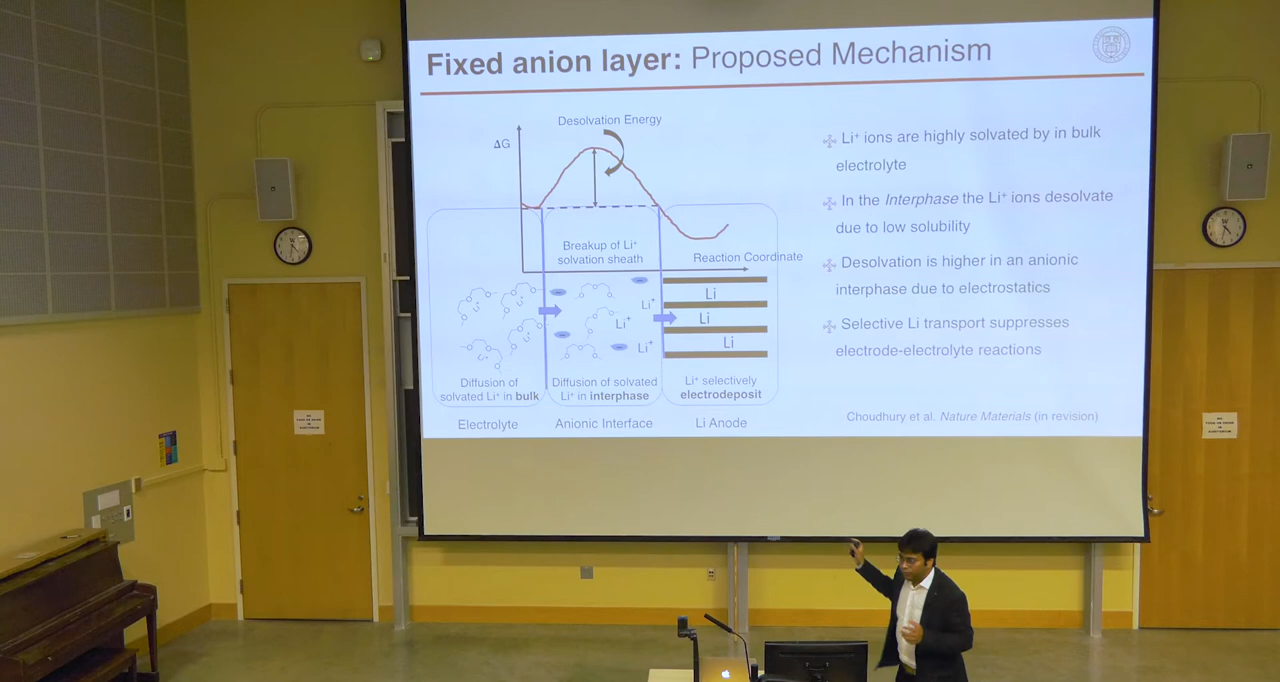 Fixed anion layer: Proposed Mechanism
Desolvation Energy
ΔG
Breakup of Li⁺
solvation sheath
Reaction Coordinate
Li⁺
Li⁺
Li⁺
Li
Li
Li
Diffusion of
solvated Li⁺ in bulk
Diffusion of solvated
Li⁺ in interphase
Li⁺ selectively
electrodeposit
Electrolyte
Anionic Interface
Li Anode
Li⁺ ions are highly solvated by in bulk
electrolyte
In the Interphase the Li⁺ ions desolvate
due to low solubility
Desolvation is higher in an anionic
interphase due to electrostatics
Selective Li transport suppresses
electrode-electrolyte reactions
Choudhury et al. Nature Materials (in revision)